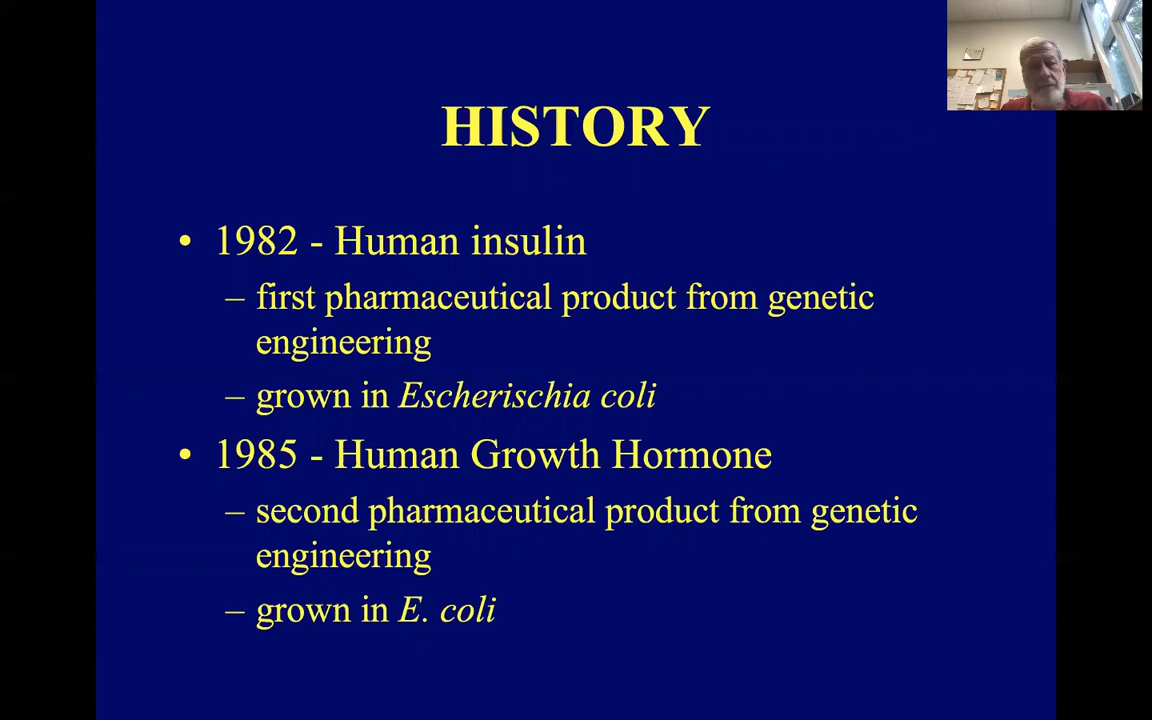 HISTORY
• 1982 - Human insulin
– first pharmaceutical product from genetic
engineering
– grown in Escherischia coli
• 1985 - Human Growth Hormone
– second pharmaceutical product from genetic
engineering
– grown in E. coli